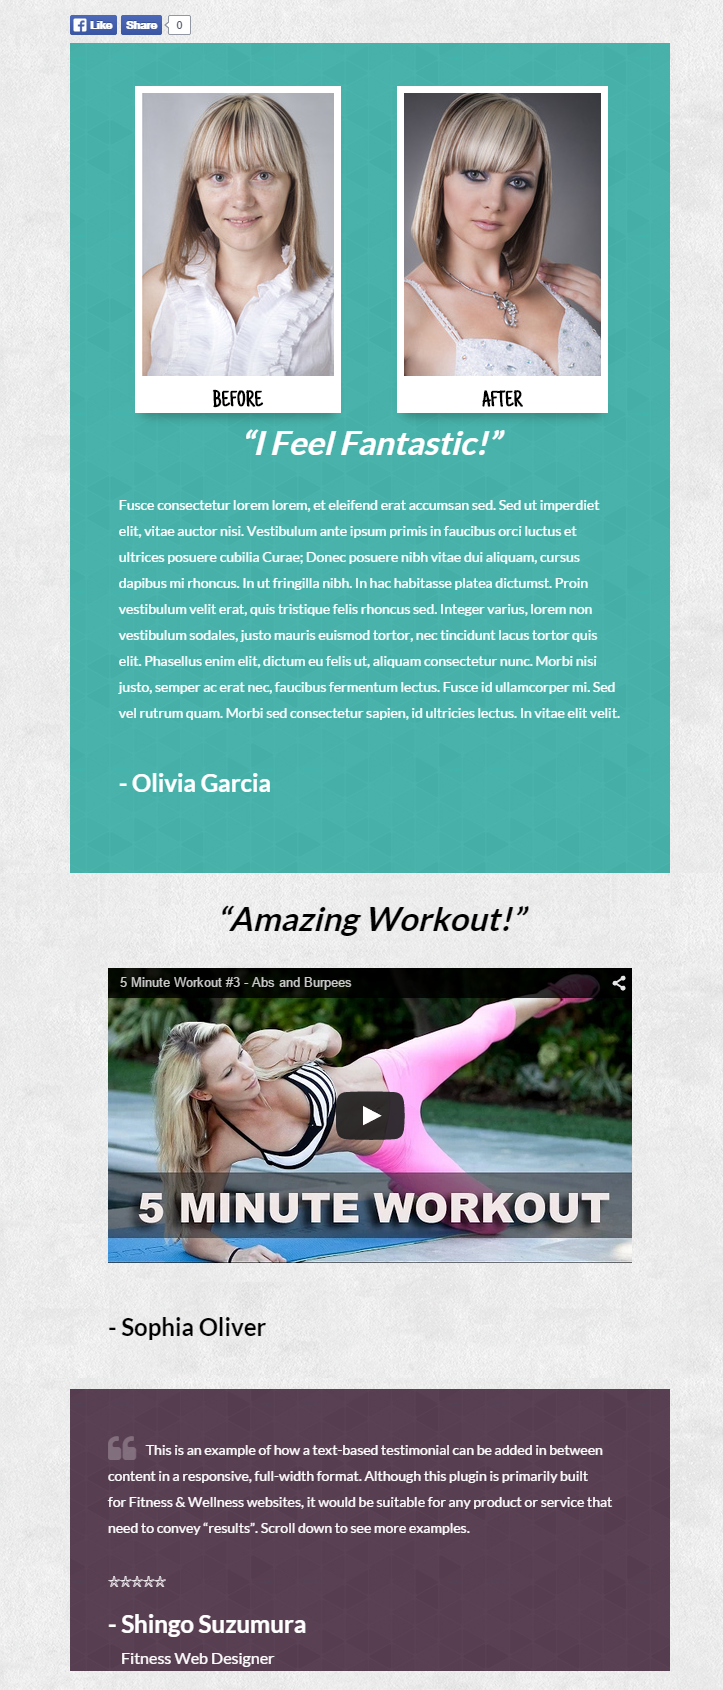 Like Share 0
BEFORE AFTER
“I Feel Fantastic!”
Fusce consectetur lorem lorem, et eleifend erat accumsan sed. Sed ut imperdiet
elit, vitae auctor nisi. Vestibulum ante ipsum primis in faucibus orci luctus et
ultrices posuere cubilia Curae; Donec posuere nibh vitae dui aliquam, cursus
dapibus mi rhoncus. In ut fringilla nibh. In hac habitasse platea dictumst. Proin
vestibulum velit erat, quis tristique felis rhoncus sed. Integer varius, lorem non
vestibulum sodales, justo mauris euismod tortor, nec tincidunt lacus tortor quis
elit. Phasellus enim elit, dictum eu felis ut, aliquam consectetur nunc. Morbi nisi
justo, semper ac erat nec, faucibus fermentum lectus. Fusce id ullamcorper mi. Sed
vel rutrum quam. Morbi sed consectetur sapien, id ultricies lectus. In vitae elit velit.
- Olivia Garcia
“Amazing Workout!”
5 Minute Workout #3 - Abs and Burpees
5 MINUTE WORKOUT
- Sophia Oliver
This is an example of how a text-based testimonial can be added in between
content in a responsive, full-width format. Although this plugin is primarily built
for Fitness & Wellness websites, it would be suitable for any product or service that
need to convey “results”. Scroll down to see more examples.
- Shingo Suzumura
Fitness Web Designer